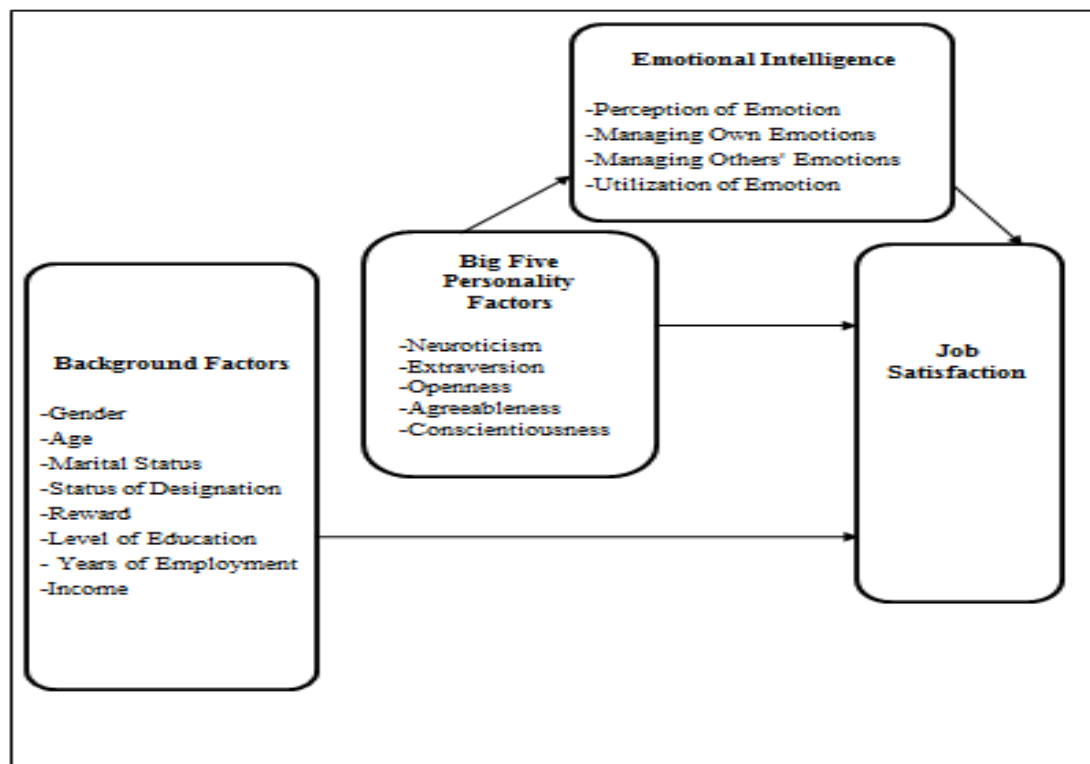 Emotional Intelligence
-Perception of Emotion
-Managing Own Emotions
-Managing Others' Emotions
-Utilization of Emotion
Big Five
Personality
Factors
-Neuroticism
-Extraversion
-Openness
-Agreeableness
-Conscientiousness
Background Factors
-Gender
-Age
-Marital Status
-Status of Designation
-Reward
-Level of Education
- Years of Employment
-Income
Job
Satisfaction